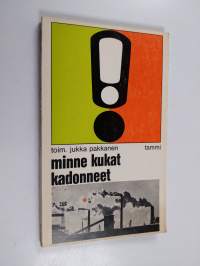 toim. jukka pakkanen tammi
minne kukat
kadonneet